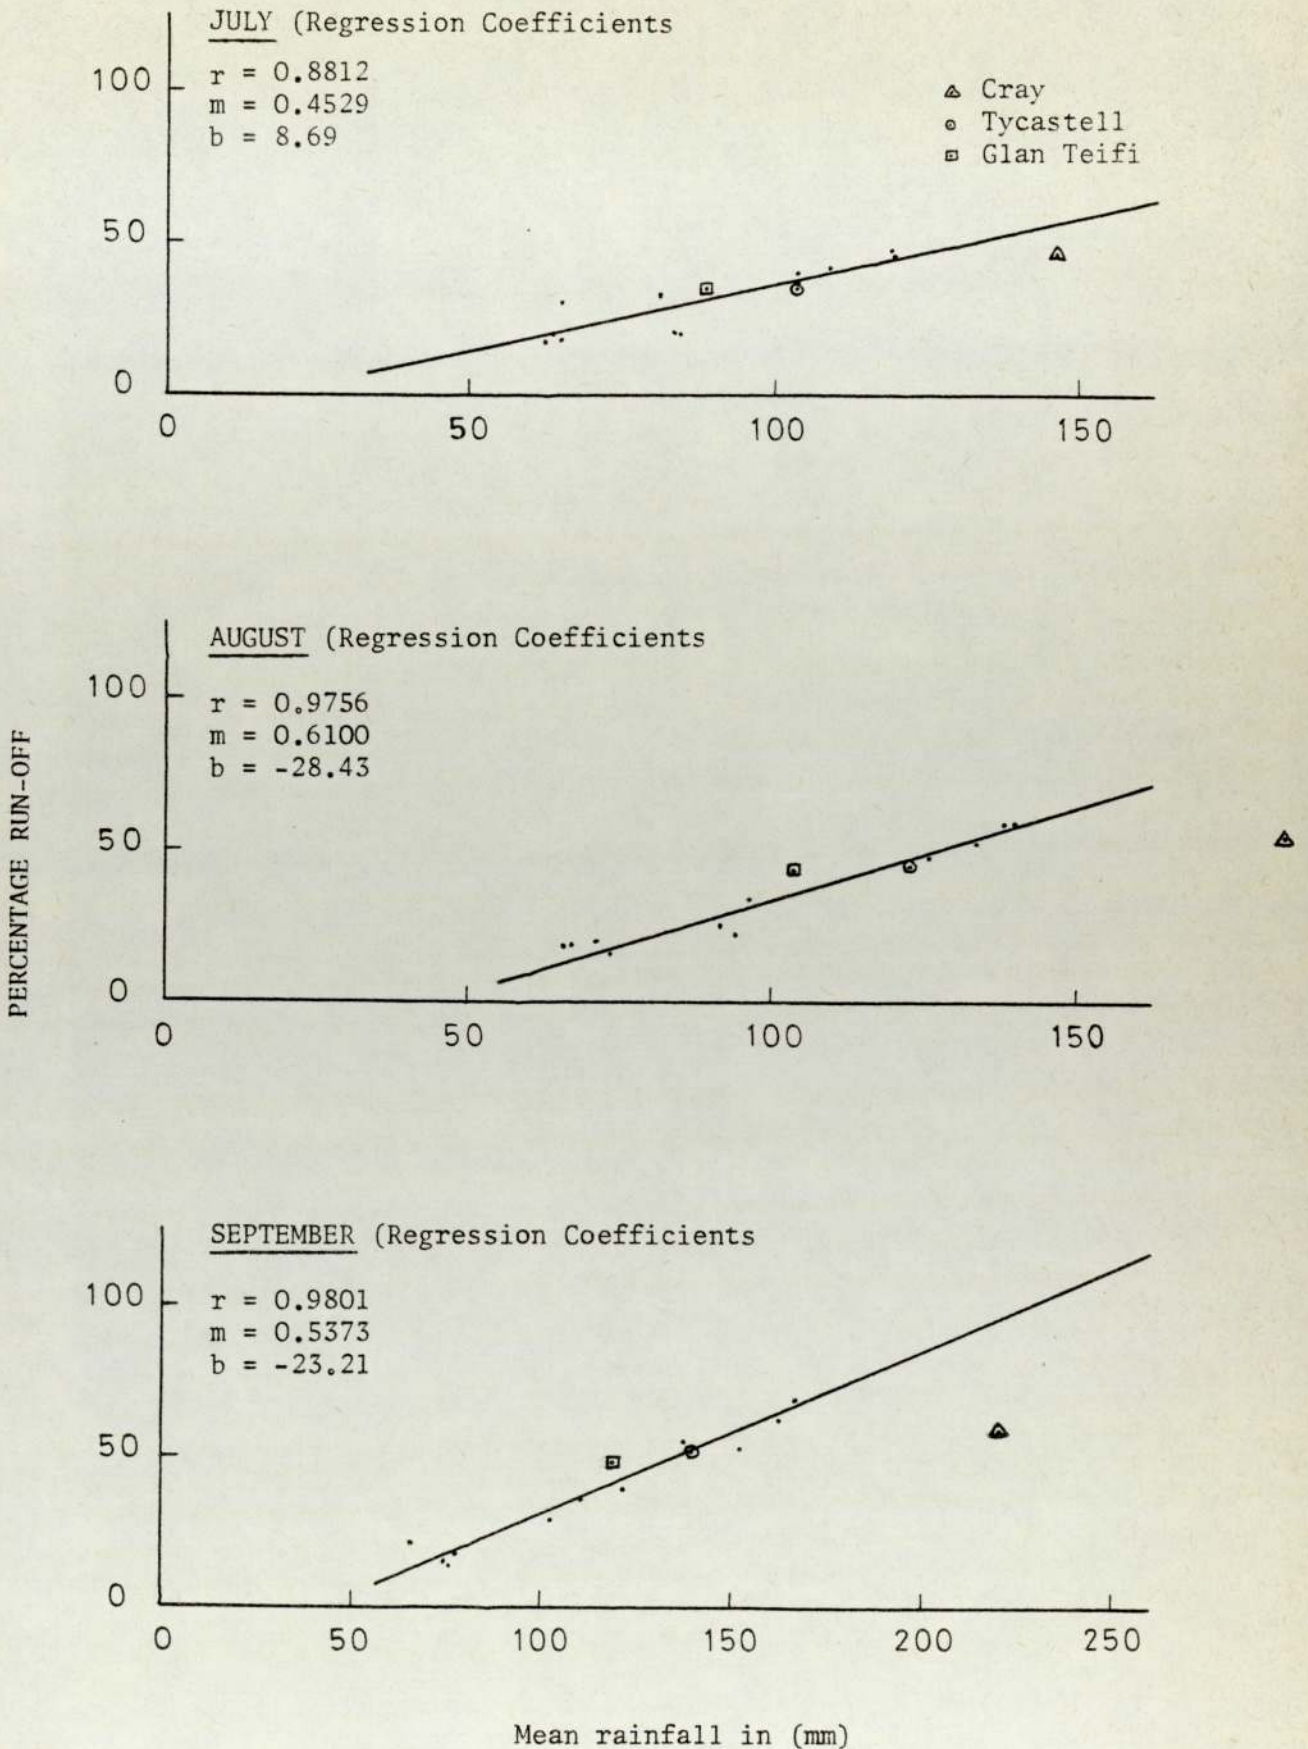 JULY (Regression Coefficients
r = 0.8812
m = 0.4529
b = 8.69
Cray
Tycastell
Glan Teifi
100
50
0
0 50 100 150
AUGUST (Regression Coefficients
r = 0.9756
m = 0.6100
b = -28.43
100
50
0
0 50 100 150
PERCENTAGE RUN-OFF
SEPTEMBER (Regression Coefficients
r = 0.9801
m = 0.5373
b = -23.21
100
50
0
0 50 100 150 200 250
Mean rainfall in (mm)